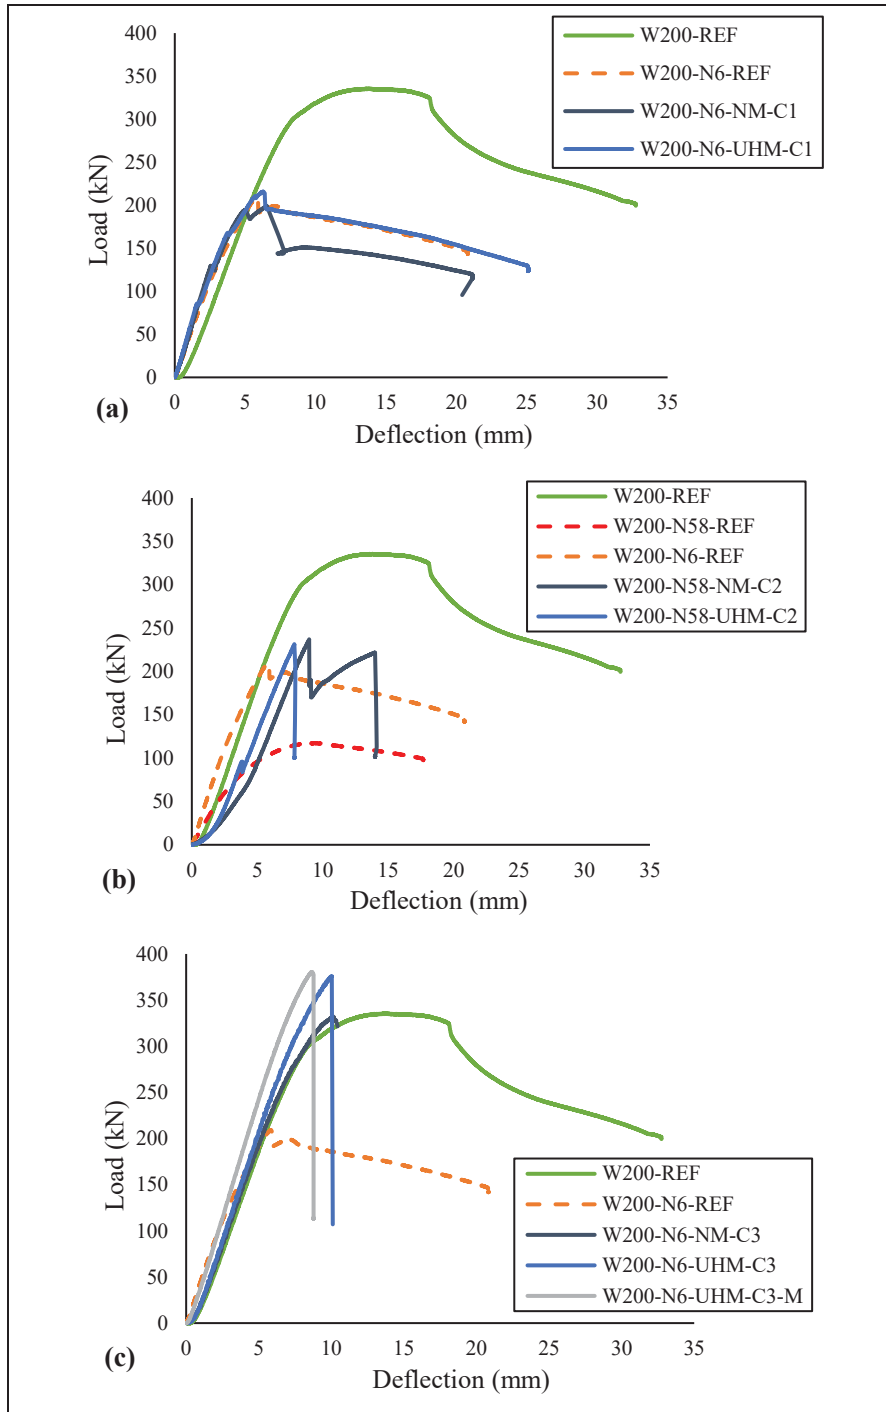 400
350
300
250
200
150
100
50
0
Load (kN)
W200-REF
W200-N6-REF
W200-N6-NM-C1
W200-N6-UHM-C1
0 5 10 15 20 25 30 35
(a)
Deflection (mm)
400
350
300
250
200
150
100
50
0
Load (kN)
W200-REF
W200-N58-REF
W200-N6-REF
W200-N58-NM-C2
W200-N58-UHM-C2
0 5 10 15 20 25 30 35
(b)
Deflection (mm)
400
350
300
250
200
150
100
50
0
Load (kN)
W200-REF
W200-N6-REF
W200-N6-NM-C3
W200-N6-UHM-C3
W200-N6-UHM-C3-M
0 5 10 15 20 25 30 35
(c)
Deflection (mm)